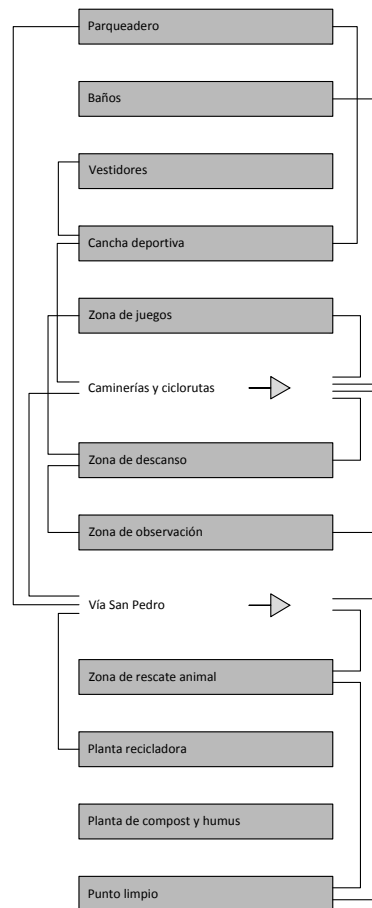 Parqueadero
Baños
Vestidores
Cancha deportiva
Zona de juegos
Caminerías y ciclorutas
Zona de descanso
Zona de observación
Vía San Pedro
Zona de rescate animal
Planta recicladora
Planta de compost y humus
Punto limpio